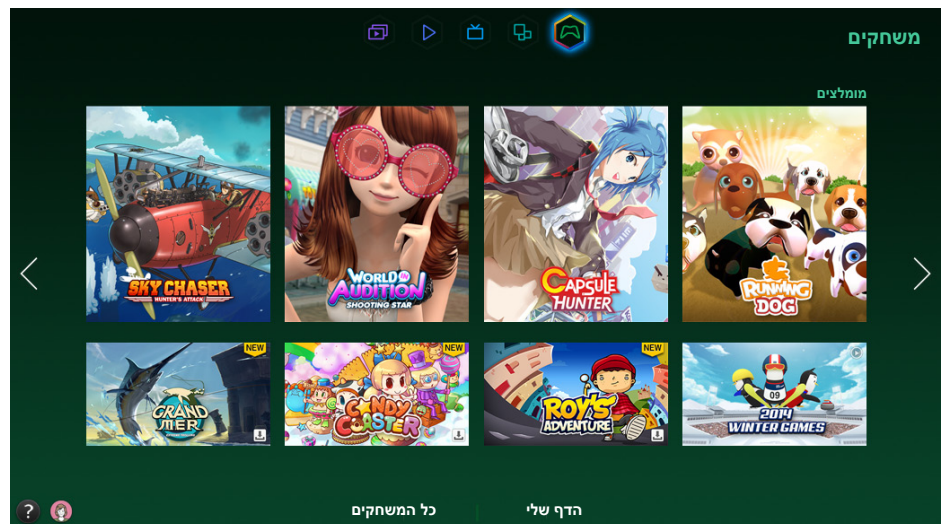 משחקים
מומלצים
RUNNING DOG
CAPSULE HUNTER
WORLD IN AUDITION
SHOOTING STAR
SKY CHASER
HUNTER'S ATTACK
09
2014
WINTER GAMES
NEW
ROY'S
ADVENTURE
NEW
CANDY
COASTER
NEW
GRAND
MER
הדף שלי
כל המשחקים
?